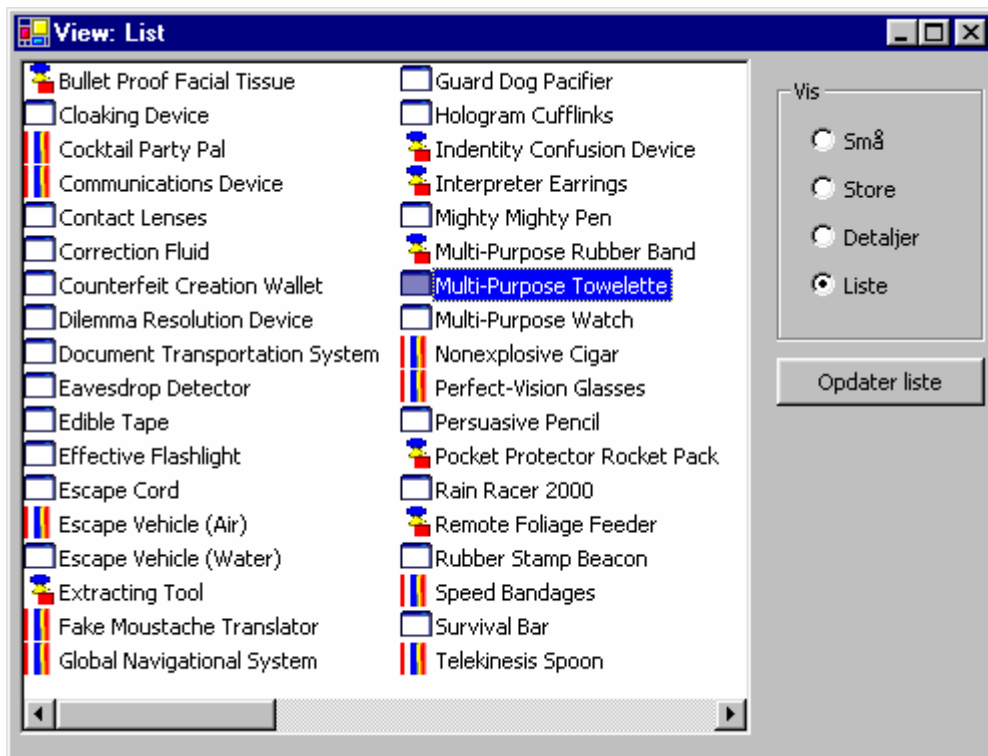 View: List
Bullet Proof Facial Tissue
Cloaking Device
Cocktail Party Pal
Communications Device
Contact Lenses
Correction Fluid
Counterfeit Creation Wallet
Dilemma Resolution Device
Document Transportation System
Eavesdrop Detector
Edible Tape
Effective Flashlight
Escape Cord
Escape Vehicle (Air)
Escape Vehicle (Water)
Extracting Tool
Fake Moustache Translator
Global Navigational System
Guard Dog Pacifier
Hologram Cufflinks
Indentity Confusion Device
Interpreter Earrings
Mighty Mighty Pen
Multi-Purpose Rubber Band
Multi-Purpose Towelette
Multi-Purpose Watch
Nonexplosive Cigar
Perfect-Vision Glasses
Persuasive Pencil
Pocket Protector Rocket Pack
Rain Racer 2000
Remote Foliage Feeder
Rubber Stamp Beacon
Speed Bandages
Survival Bar
Telekinesis Spoon
Vis
Små
Store
Detaljer
Liste
Opdater liste